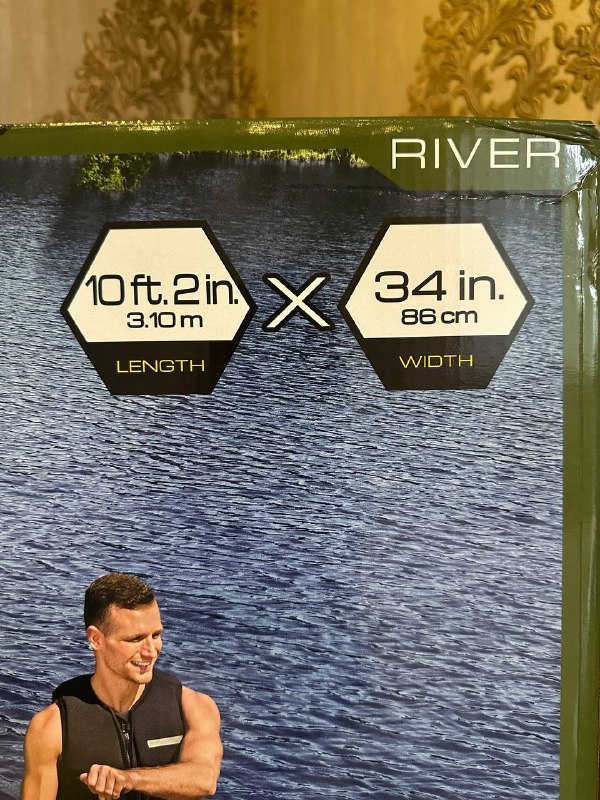 RIVER
10 ft. 2 in.
3.10 m
LENGTH
X
34 in.
86 cm
WIDTH